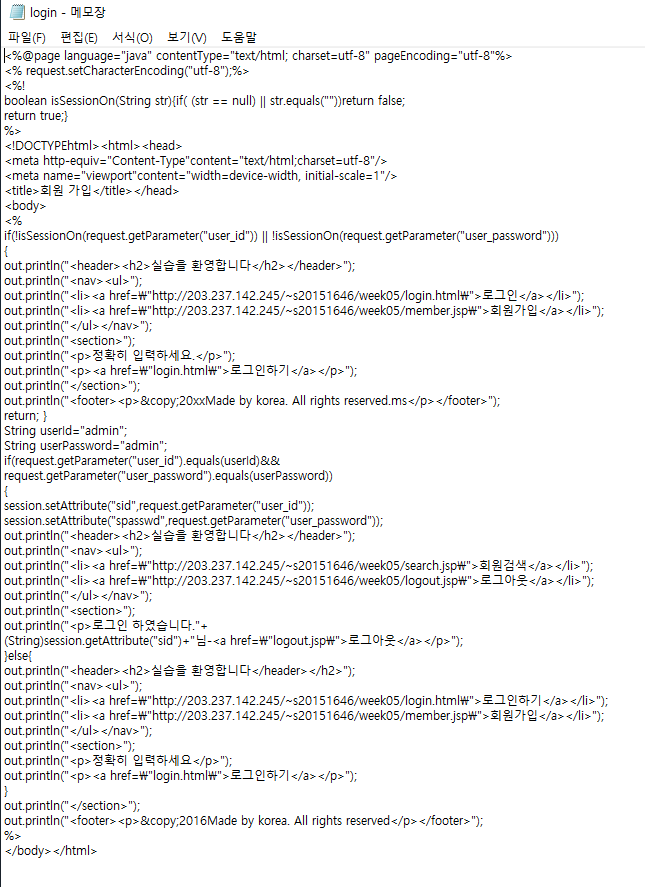 login - 메모장
파일(F) 편집(E) 서식(O) 보기(V) 도움말
<%@page language="java" contentType="text/html; charset=utf-8" pageEncoding="utf-8"%>
<% request.setCharacterEncoding("utf-8");%>
<%!
boolean isSessionOn(String str){if( (str == null) || str.equals(""))return false;
return true;}
%>
<!DOCTYPEhtml><html><head>
<meta http-equiv="Content-Type"content="text/html;charset=utf-8"/>
<meta name="viewport"content="width=device-width, initial-scale=1"/>
<title>회원 가입</title></head>
<body>
<%
if(!isSessionOn(request.getParameter("user_id")) || !isSessionOn(request.getParameter("user_password")))
{
out.println("<header><h2>실습을 환영합니다</h2></header>");
out.println("<nav><ul>");
out.println("<li><a href=₩"http://203.237.142.245/~s20151646/week05/login.html₩">로그인</a></li>");
out.println("<li><a href=₩"http://203.237.142.245/~s20151646/week05/member.jsp₩">회원가입</a></li>");
out.println("</ul></nav>");
out.println("<section>");
out.println("<p>정확히 입력하세요.</p>");
out.println("<p><a href=₩"login.html₩">로그인하기</a></p>");
out.println("</section>");
out.println("<footer><p>&copy;20xxMade by korea. All rights reserved.ms</p></footer>");
return; }
String userId="admin";
String userPassword="admin";
if(request.getParameter("user_id").equals(userId)&&
request.getParameter("user_password").equals(userPassword))
{
session.setAttribute("sid",request.getParameter("user_id"));
session.setAttribute("spasswd",request.getParameter("user_password"));
out.println("<header><h2>실습을 환영합니다</h2></header>");
out.println("<nav><ul>");
out.println("<li><a href=₩"http://203.237.142.245/~s20151646/week05/search.jsp₩">회원검색</a></li>");
out.println("<li><a href=₩"http://203.237.142.245/~s20151646/week05/logout.jsp₩">로그아웃</a></li>");
out.println("</ul></nav>");
out.println("<section>");
out.println("<p>로그인 하였습니다."+
(String)session.getAttribute("sid")+"님-<a href=₩"logout.jsp₩">로그아웃</a></p>");
}else{
out.println("<header><h2>실습을 환영합니다</header></h2>");
out.println("<nav><ul>");
out.println("<li><a href=₩"http://203.237.142.245/~s20151646/week05/login.html₩">로그인하기</a></li>");
out.println("<li><a href=₩"http://203.237.142.245/~s20151646/week05/member.jsp₩">회원가입</a></li>");
out.println("</ul></nav>");
out.println("<section>");
out.println("<p>정확히 입력하세요</p>");
out.println("<p><a href=₩"login.html₩">로그인하기</a></p>");
}
out.println("</section>");
out.println("<footer><p>&copy;2016Made by korea. All rights reserved</p></footer>");
%>
</body></html>